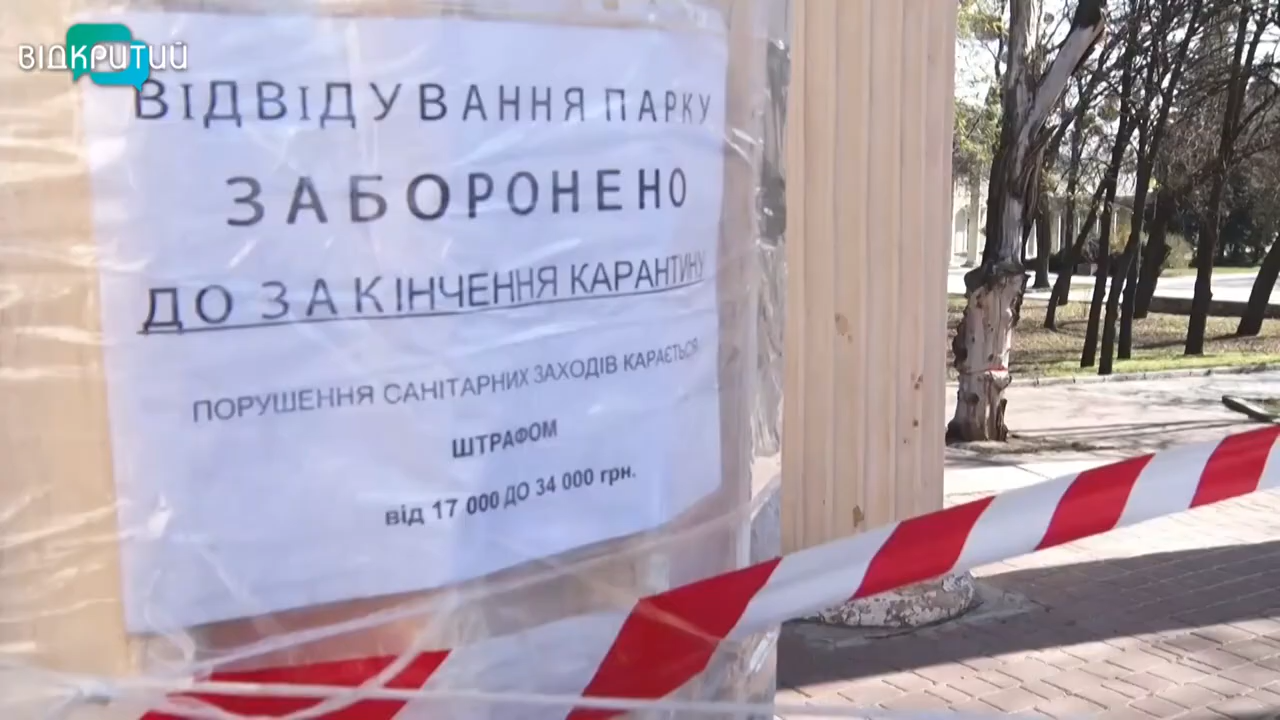 ВІДКРИТИЙ
ВІДВІДУВАННЯ ПАРКУ
ЗАБОРОНЕНО
ДО ЗАКІНЧЕННЯ КАРАНТИНУ
ПОРУШЕННЯ САНІТАРНИХ ЗАХОДІВ КАРАЄТЬСЯ
ШТРАФОМ
від 17 000 ДО 34 000 грн.